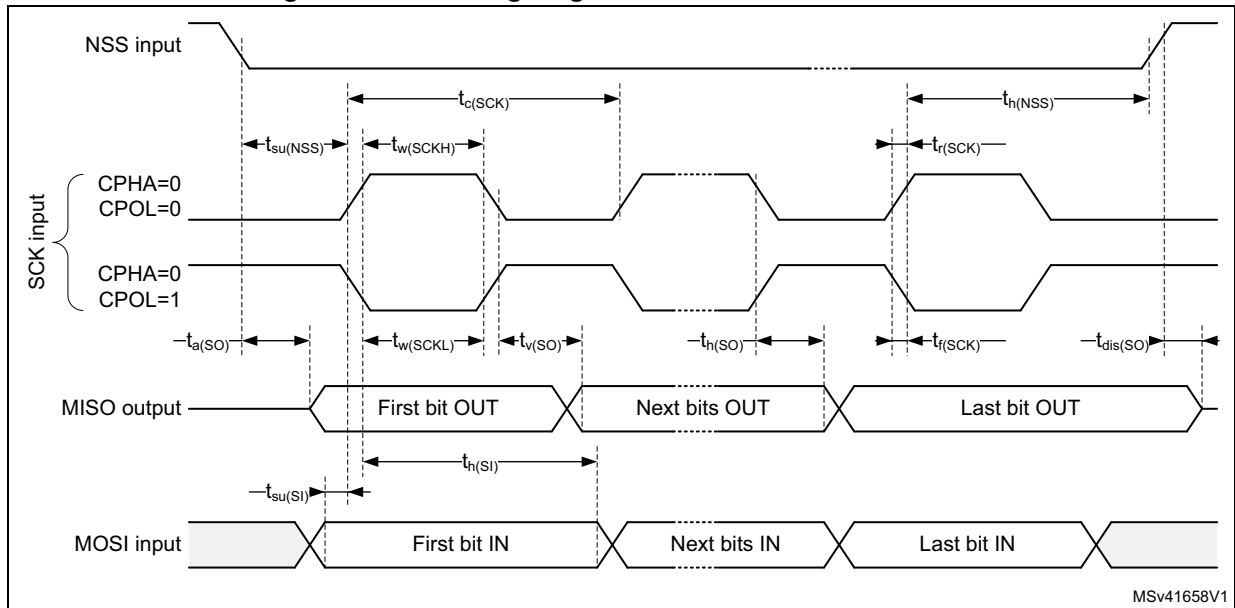 NSS input
tc(SCK)
th(NSS)
tsu(NSS)
tw(SCKH)
tr(SCK)
CPHA=0
CPOL=0
SCK input
CPHA=0
CPOL=1
ta(SO)
tw(SCKL)
tv(SO)
th(SO)
tf(SCK)
tdis(SO)
MISO output
First bit OUT
Next bits OUT
Last bit OUT
th(SI)
tsu(SI)
MOSI input
First bit IN
Next bits IN
Last bit IN
MSv41658V1